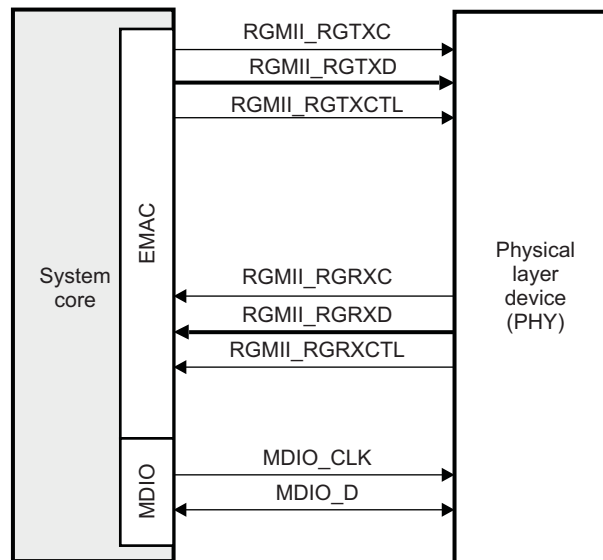 RGMII_RGTXC
RGMII_RGTXD
RGMII_RGTXCTL
EMAC
System
core
RGMII_RGRXC
RGMII_RGRXD
RGMII_RGRXCTL
Physical
layer
device
(PHY)
MDIO
MDIO_CLK
MDIO_D